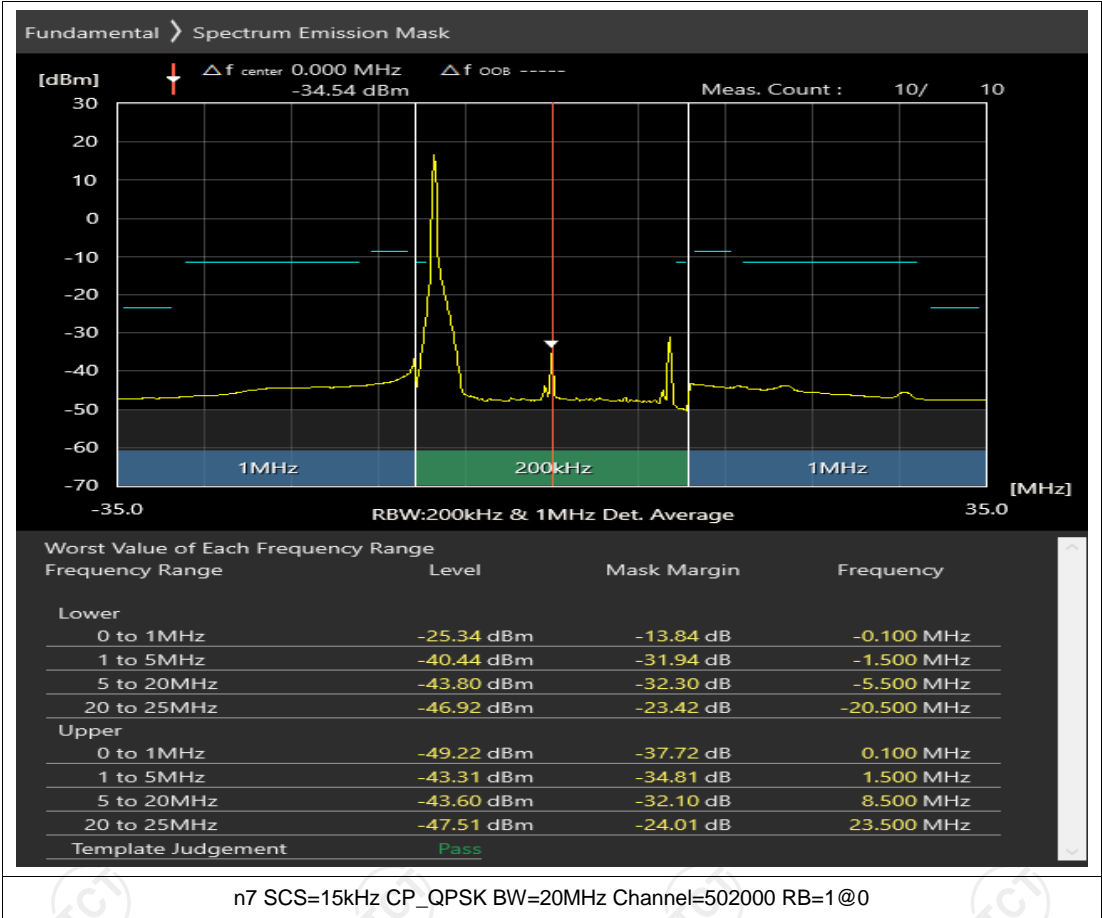 Fundamental ❯ Spectrum Emission Mask
[dBm] △f center 0.000 MHz △f OOB -----
-34.54 dBm Meas. Count : 10/ 10
30
20
10
0
-10
-20
-30
-40
-50
-60
1MHz 200kHz 1MHz
-70 [MHz]
-35.0 RBW:200kHz & 1MHz Det. Average 35.0
Worst Value of Each Frequency Range
Frequency Range Level Mask Margin Frequency
Lower
0 to 1MHz -25.34 dBm -13.84 dB -0.100 MHz
1 to 5MHz -40.44 dBm -31.94 dB -1.500 MHz
5 to 20MHz -43.80 dBm -32.30 dB -5.500 MHz
20 to 25MHz -46.92 dBm -23.42 dB -20.500 MHz
Upper
0 to 1MHz -49.22 dBm -37.72 dB 0.100 MHz
1 to 5MHz -43.31 dBm -34.81 dB 1.500 MHz
5 to 20MHz -43.60 dBm -32.10 dB 8.500 MHz
20 to 25MHz -47.51 dBm -24.01 dB 23.500 MHz
Template Judgement Pass
n7 SCS=15kHz CP_QPSK BW=20MHz Channel=502000 RB=1@0
TCT TCT TCT TCT